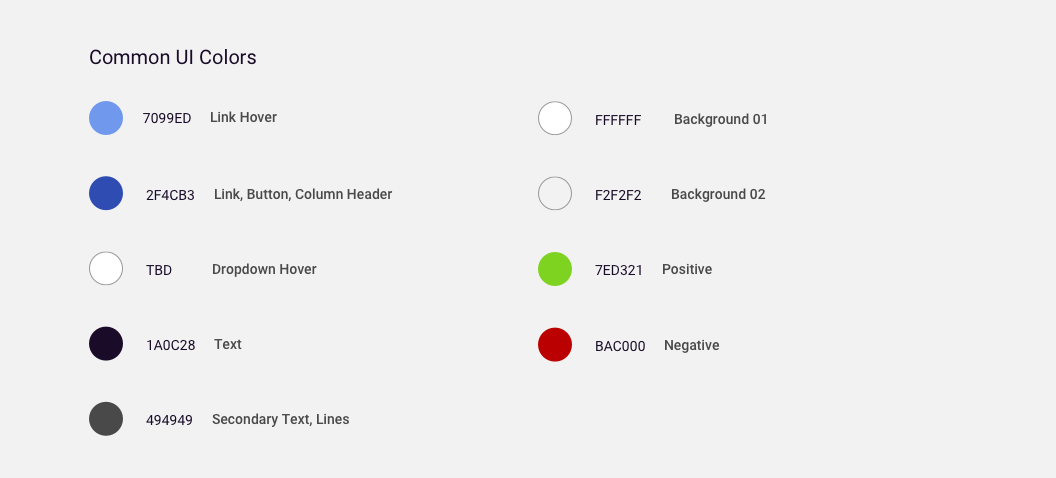 Common UI Colors
7099ED Link Hover
2F4CB3 Link, Button, Column Header
TBD Dropdown Hover
1A0C28 Text
494949 Secondary Text, Lines
FFFFFF Background 01
F2F2F2 Background 02
7ED321 Positive
BAC000 Negative